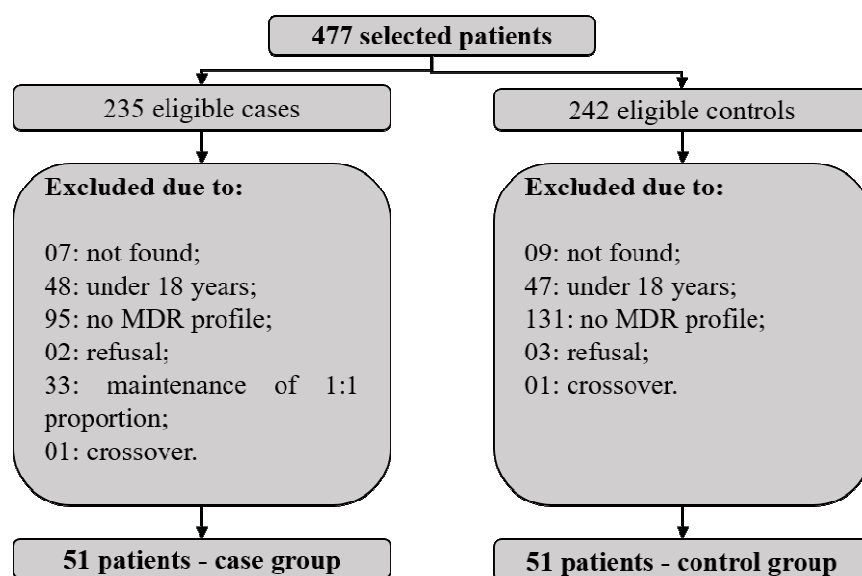 477 selected patients
235 eligible cases
242 eligible controls
Excluded due to:
07: not found;
48: under 18 years;
95: no MDR profile;
02: refusal;
33: maintenance of 1:1
proportion;
01: crossover.
Excluded due to:
09: not found;
47: under 18 years;
131: no MDR profile;
03: refusal;
01: crossover.
51 patients - case group
51 patients - control group